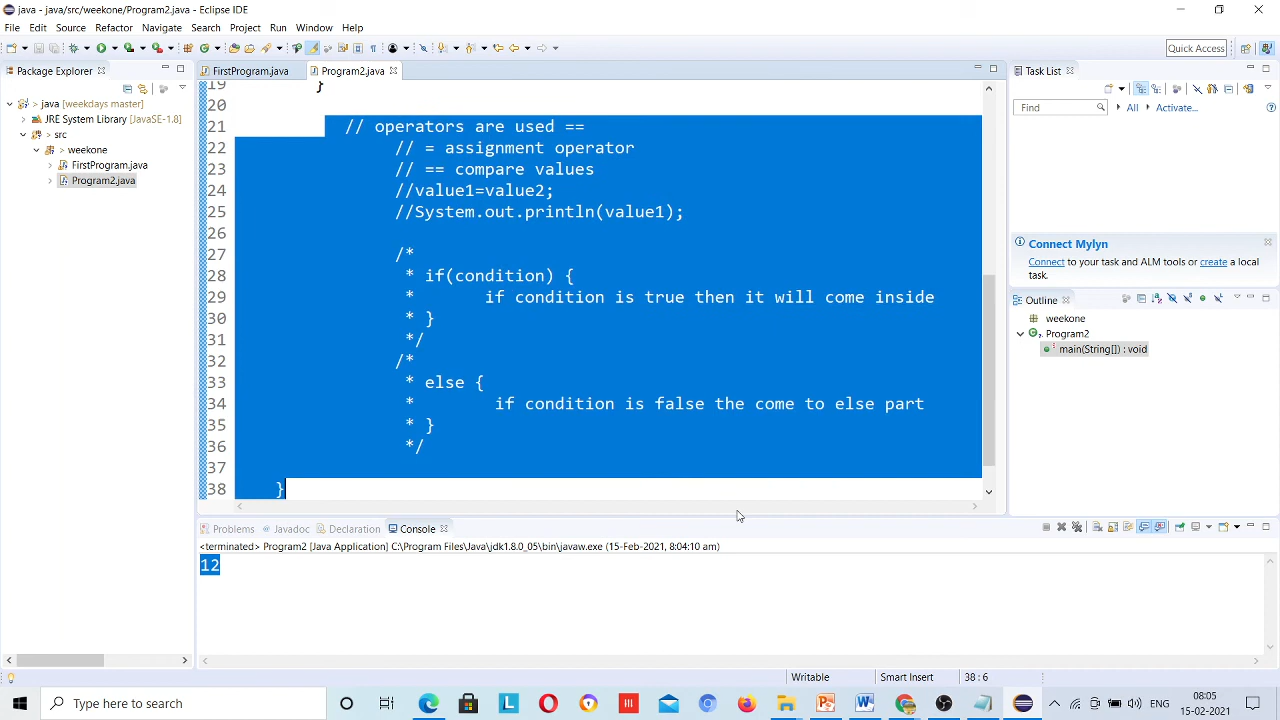 java - java/src/weekone/Program2.java - Eclipse IDE
File Edit Source Refactor Navigate Search Project Run Window Help
Quick Access
Package Explorer
> java [weekdays master]
JRE System Library [JavaSE-1.8]
> src
> weekone
> FirstProgram.java
> Program2.java
FirstProgram.java
Program2.java
19 }
20
21 // operators are used ==
22 // = assignment operator
23 // == compare values
24 //value1=value2;
25 //System.out.println(value1);
26
27 /*
28 * if(condition) {
29 * if condition is true then it will come inside
30 * }
31 */
32 /*
33 * else {
34 * if condition is false the come to else part
35 * }
36 */
37
38 }
Task List
Find
All
Activate...
Connect Mylyn
Connect to your task and ALM tools or create a local
task.
Outline
weekone
Program2
main(String[]) : void
Problems Javadoc Declaration Console
<terminated> Program2 [Java Application] C:\Program Files\Java\jdk1.8.0_05\bin\javaw.exe (15-Feb-2021, 8:04:10 am)
12
Writable
Smart Insert
38 : 6
Type here to search
08:05
15-02-2021